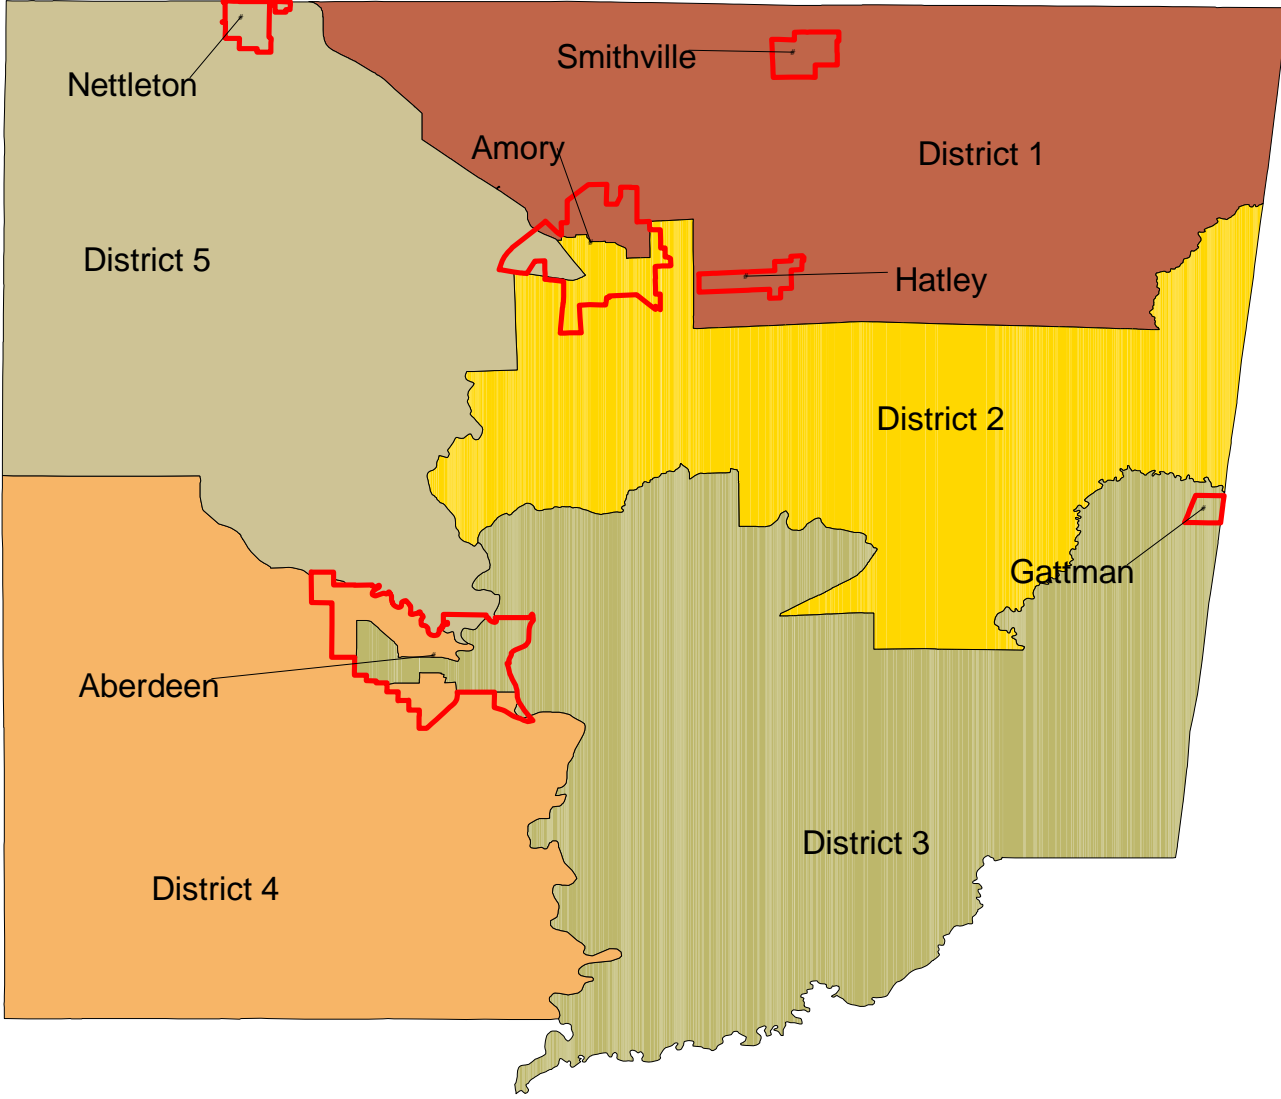 Smithville
Nettleton
Amory
District 1
District 5
Hatley
District 2
Gattman
Aberdeen
District 3
District 4